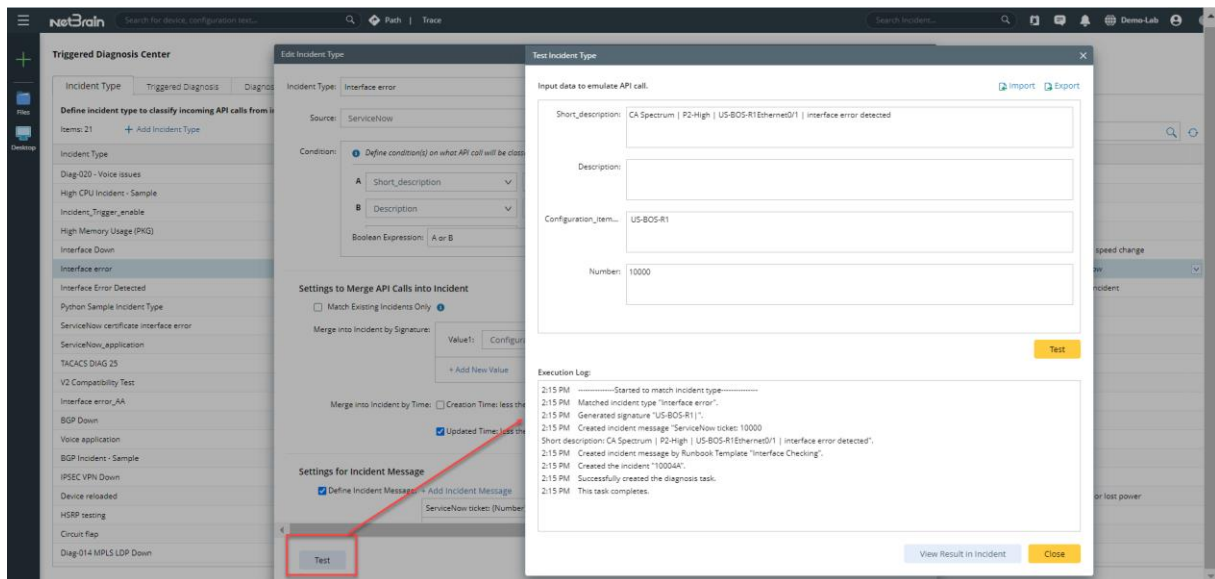 NetBrain
Search for device, configuration text...
Path | Trace
Search Incident...
Demo-Lab
Files
Desktop
Triggered Diagnosis Center
Incident Type
Triggered Diagnosis
Diagnos
Define incident type to classify incoming API calls from i
Items: 21
+ Add Incident Type
Incident Type
Diag-020 - Voice issues
High CPU Incident - Sample
Incident_Trigger_enable
High Memory Usage (PKG)
Interface Down
Interface error
Interface Error Detected
Python Sample Incident Type
ServiceNow certificate interface error
ServiceNow_application
TACACS DIAG 25
V2 Compatibility Test
Interface error_AA
BGP Down
Voice application
BGP Incident - Sample
IPSEC VPN Down
Device reloaded
HSRP testing
Circuit flap
Diag-014 MPLS LDP Down
Edit Incident Type
Incident Type: Interface error
Source: ServiceNow
Condition: Define condition(s) on what API call will be class
A Short_description
B Description
Boolean Expression: A or B
Settings to Merge API Calls into Incident
Match Existing Incidents Only
Merge into Incident by Signature:
Value1: Configura
+ Add New Value
Merge into Incident by Time: Creation Time: less the
Updated Time: less the
Settings for Incident Message
Define Incident Message: + Add Incident Message
ServiceNow ticket: {Number
Test
Test Incident Type
Input data to emulate API call.
Import
Export
Short_description: CA Spectrum | P2-High | US-BOS-R1Ethernet0/1 | interface error detected
Description:
Configuration_item... US-BOS-R1
Number: 10000
Test
Execution Log:
2:15 PM --------------Started to match incident type--------------
2:15 PM Matched incident type "Interface error".
2:15 PM Generated signature "US-BOS-R1|".
2:15 PM Created incident message "ServiceNow ticket: 10000
Short description: CA Spectrum | P2-High | US-BOS-R1Ethernet0/1 | interface error detected".
2:15 PM Created incident message by Runbook Template "Interface Checking".
2:15 PM Created the incident "10004A".
2:15 PM Successfully created the diagnosis task.
2:15 PM This task completes.
View Result in Incident
Close
speed change
ow
ncident
or lost power